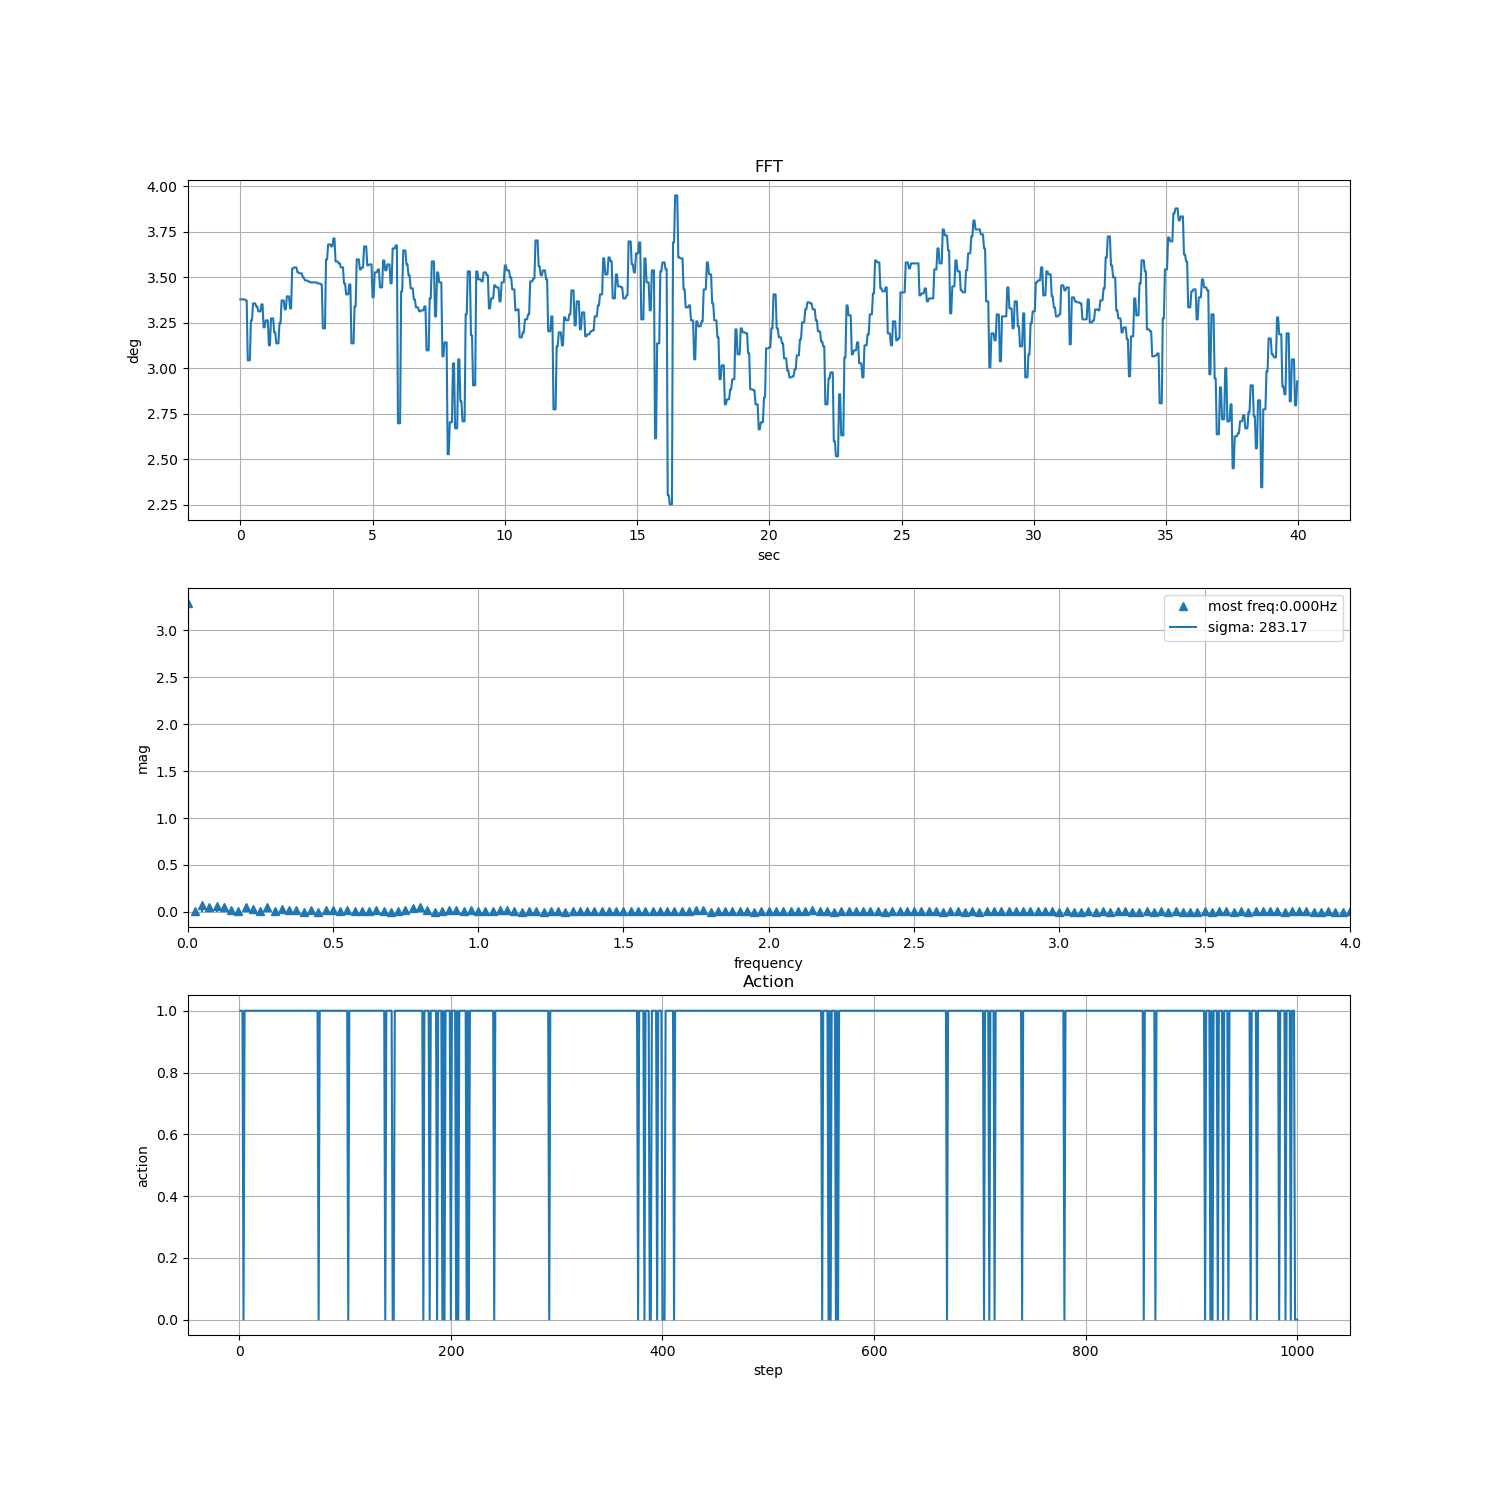 FFT
4.00
3.75
3.50
3.25
3.00
2.75
2.50
2.25
deg
0 5 10 15 20 25 30 35 40
sec
most freq:0.000Hz
sigma: 283.17
3.0
2.5
2.0
1.5
1.0
0.5
0.0
mag
0.0 0.5 1.0 1.5 2.0 2.5 3.0 3.5 4.0
frequency
Action
1.0
0.8
0.6
0.4
0.2
0.0
action
0 200 400 600 800 1000
step